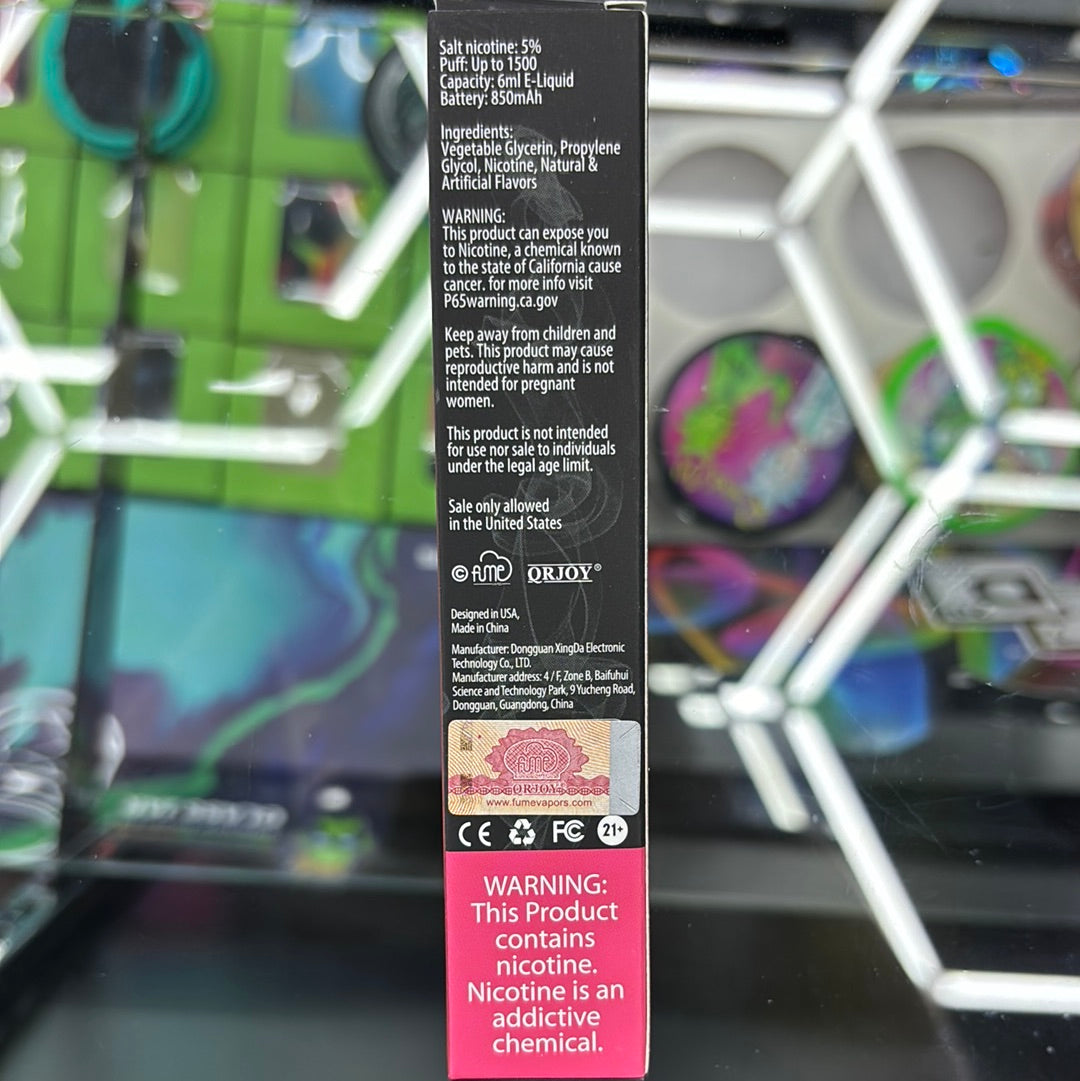 Salt nicotine: 5%
Puff: Up to 1500
Capacity: 6ml E-Liquid
Battery: 850mAh
Ingredients:
Vegetable Glycerin, Propylene
Glycol, Nicotine, Natural &
Artificial Flavors
WARNING:
This product can expose you
to Nicotine, a chemical known
to the state of California cause
cancer. for more info visit
P65warning.ca.gov
Keep away from children and
pets. This product may cause
reproductive harm and is not
intended for pregnant
women.
This product is not intended
for use nor sale to individuals
under the legal age limit.
Sale only allowed
in the United States
© fume QRJOY®
Designed in USA,
Made in China
Manufacturer: Dongguan XingDa Electronic
Technology Co., LTD.
Manufacturer address: 4 / F, Zone B, Baifuhui
Science and Technology Park, 9 Yucheng Road,
Dongguan, Guangdong, China
fume
QRJOY
www.fumevapors.com
CE FC 21+
WARNING:
This Product
contains
nicotine.
Nicotine is an
addictive
chemical.